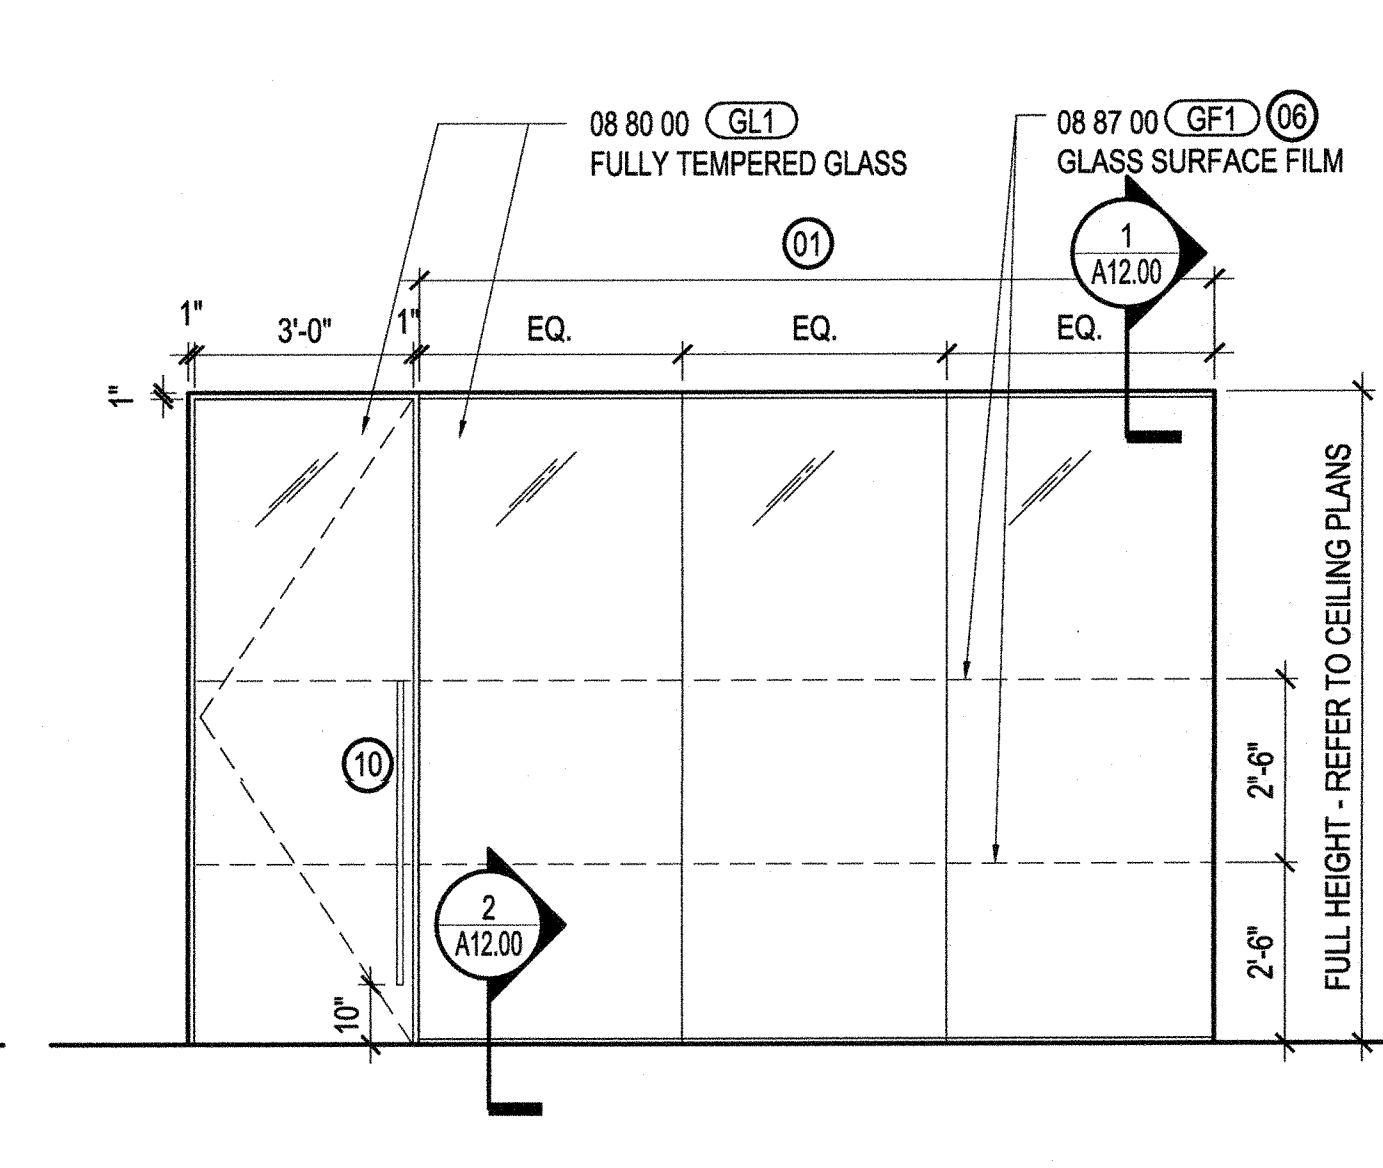 08 80 00 GL1
FULLY TEMPERED GLASS
08 87 00 GF1 06
GLASS SURFACE FILM
01
1
A12.00
1"
3'-0"
1"
EQ.
EQ.
EQ.
1"
FULL HEIGHT - REFER TO CEILING PLANS
2'-6"
10
2
A12.00
2'-6"
10"